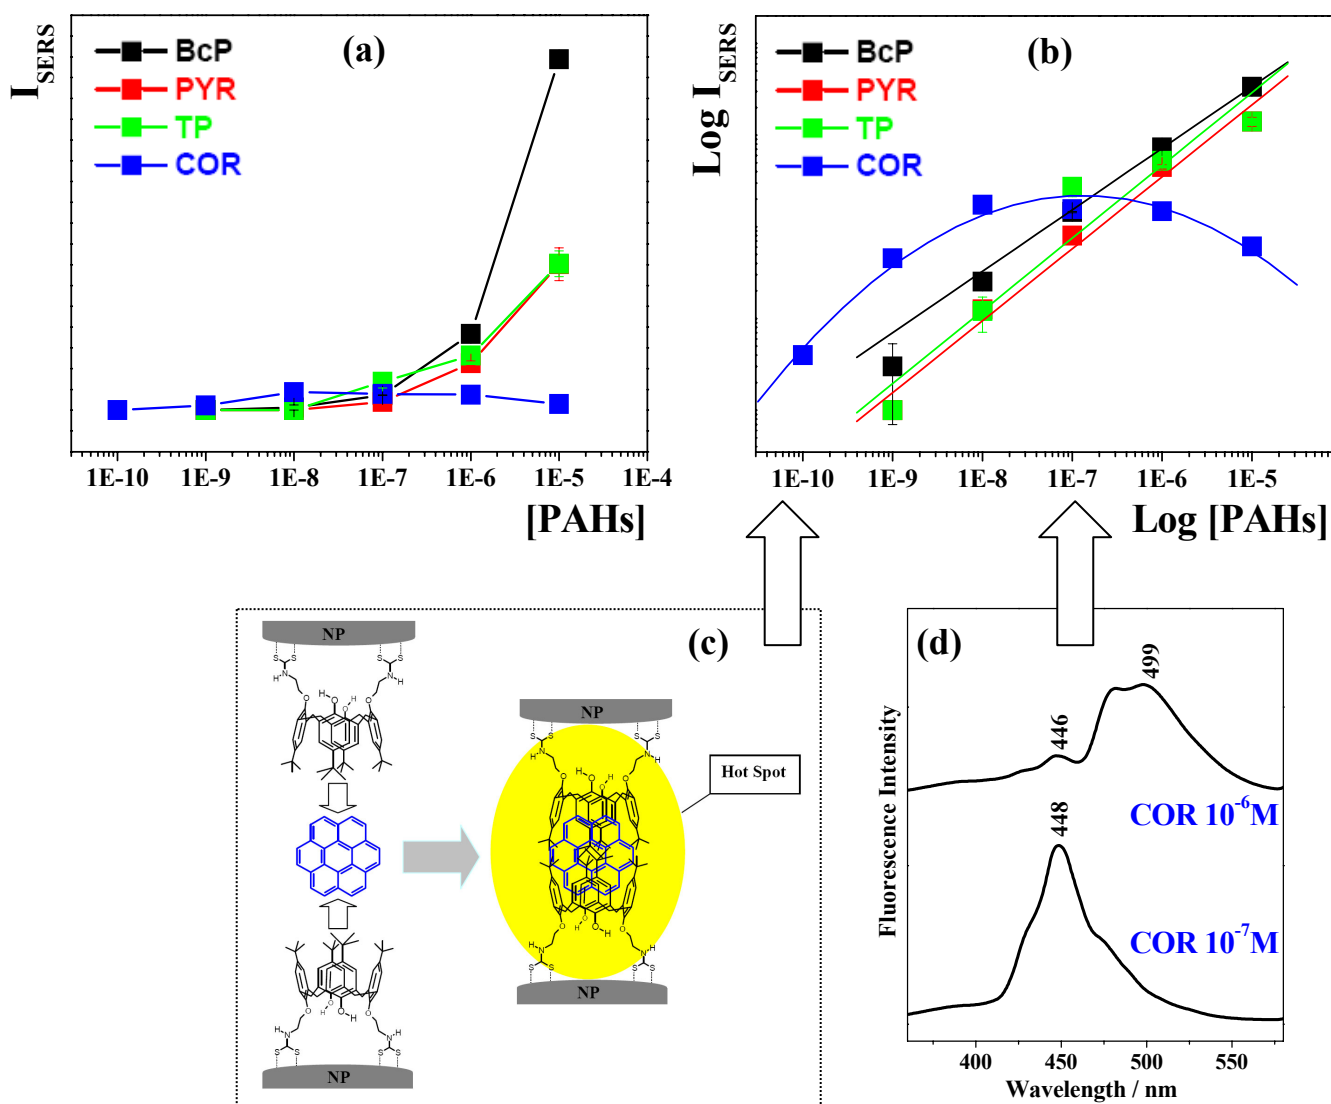 I_SERS
BcP
PYR
TP
COR
(a)
1E-10 1E-9 1E-8 1E-7 1E-6 1E-5 1E-4
[PAHs]
Log I_SERS
BcP
PYR
TP
COR
(b)
1E-10 1E-9 1E-8 1E-7 1E-6 1E-5
Log [PAHs]
(c)
NP
S S S S
N H N H
O O
H-O O H
O O
H O O H
H N N H
S S S S
NP
NP
S S S S
H N N H
O O
H-O O H
O O
H O O-H
H N N H
S S S S
NP
Hot Spot
(d)
Fluorescence Intensity
499
446
COR 10⁻⁶M
448
COR 10⁻⁷M
400 450 500 550
Wavelength / nm